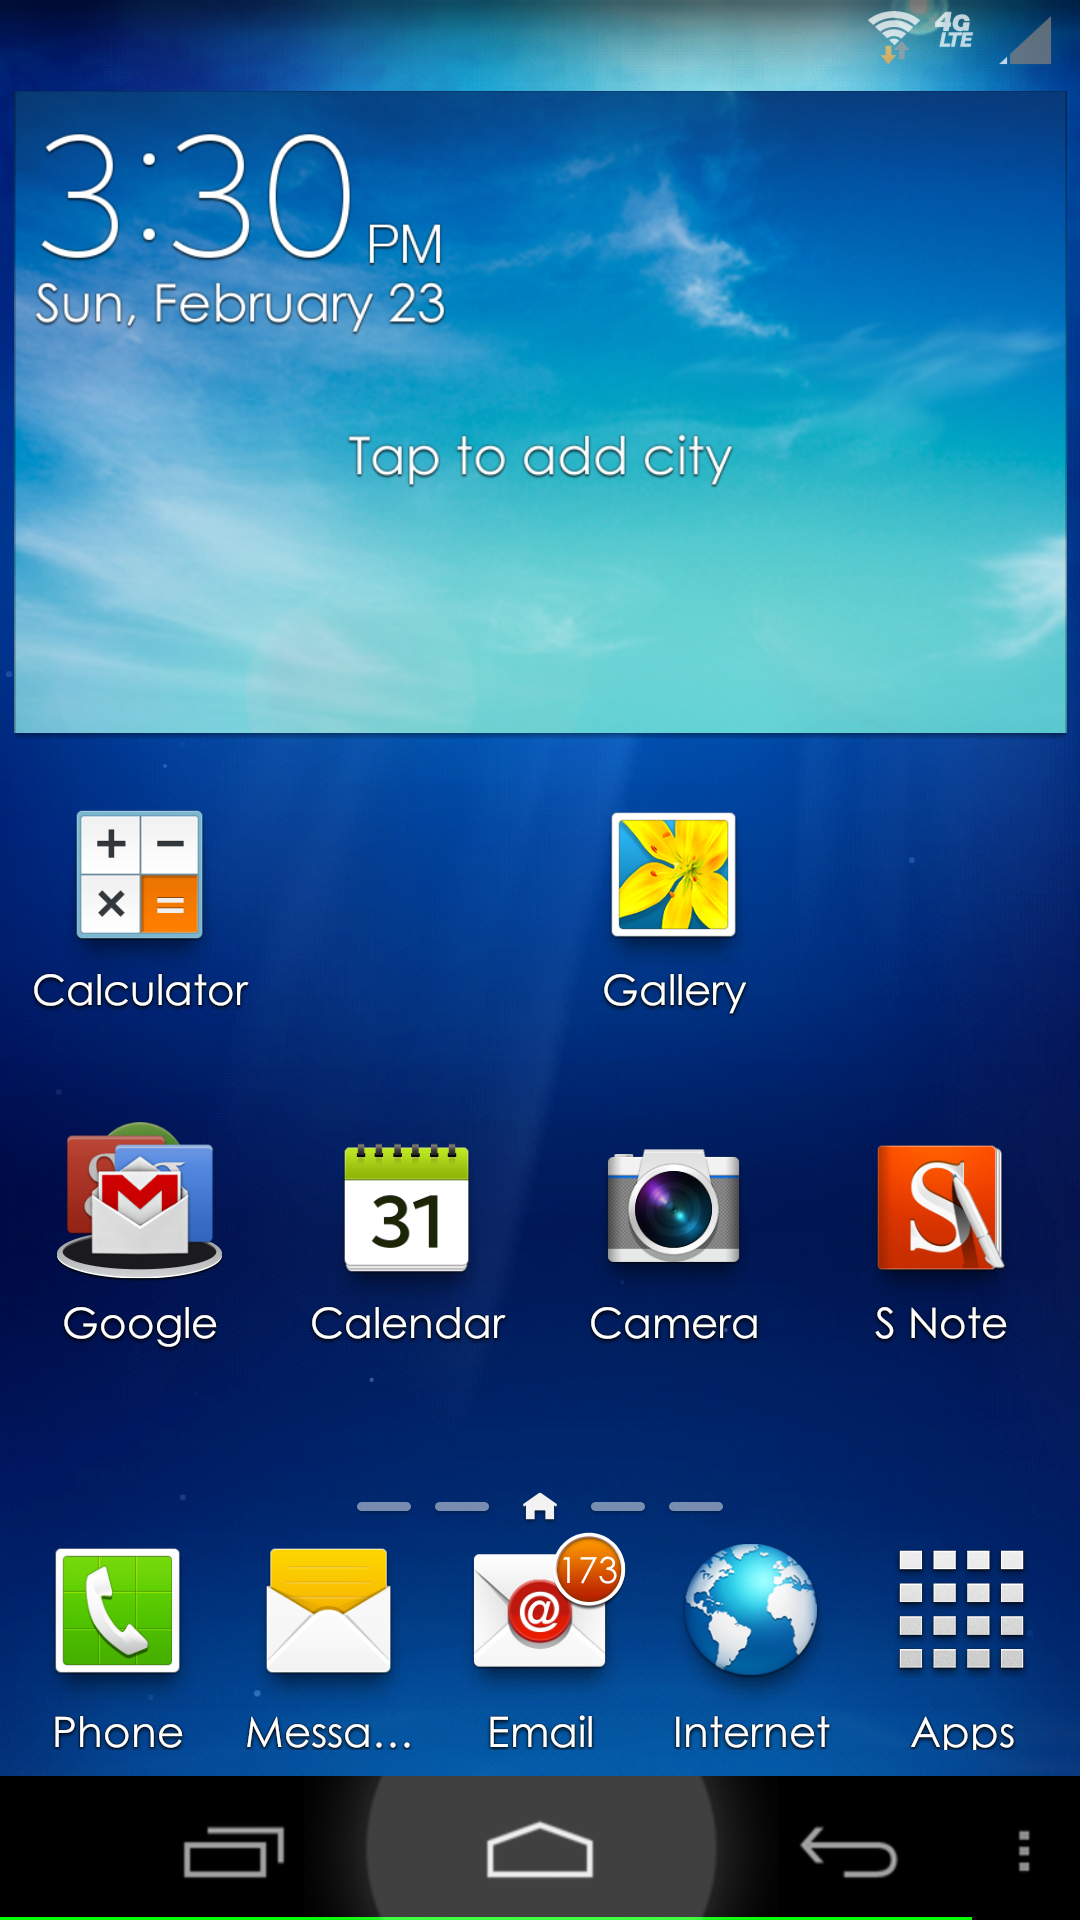 4G
LTE
3:30 PM
Sun, February 23
Tap to add city
Calculator
Gallery
31
S
Google
Calendar
Camera
S Note
173
@
Phone
Messa...
Email
Internet
Apps